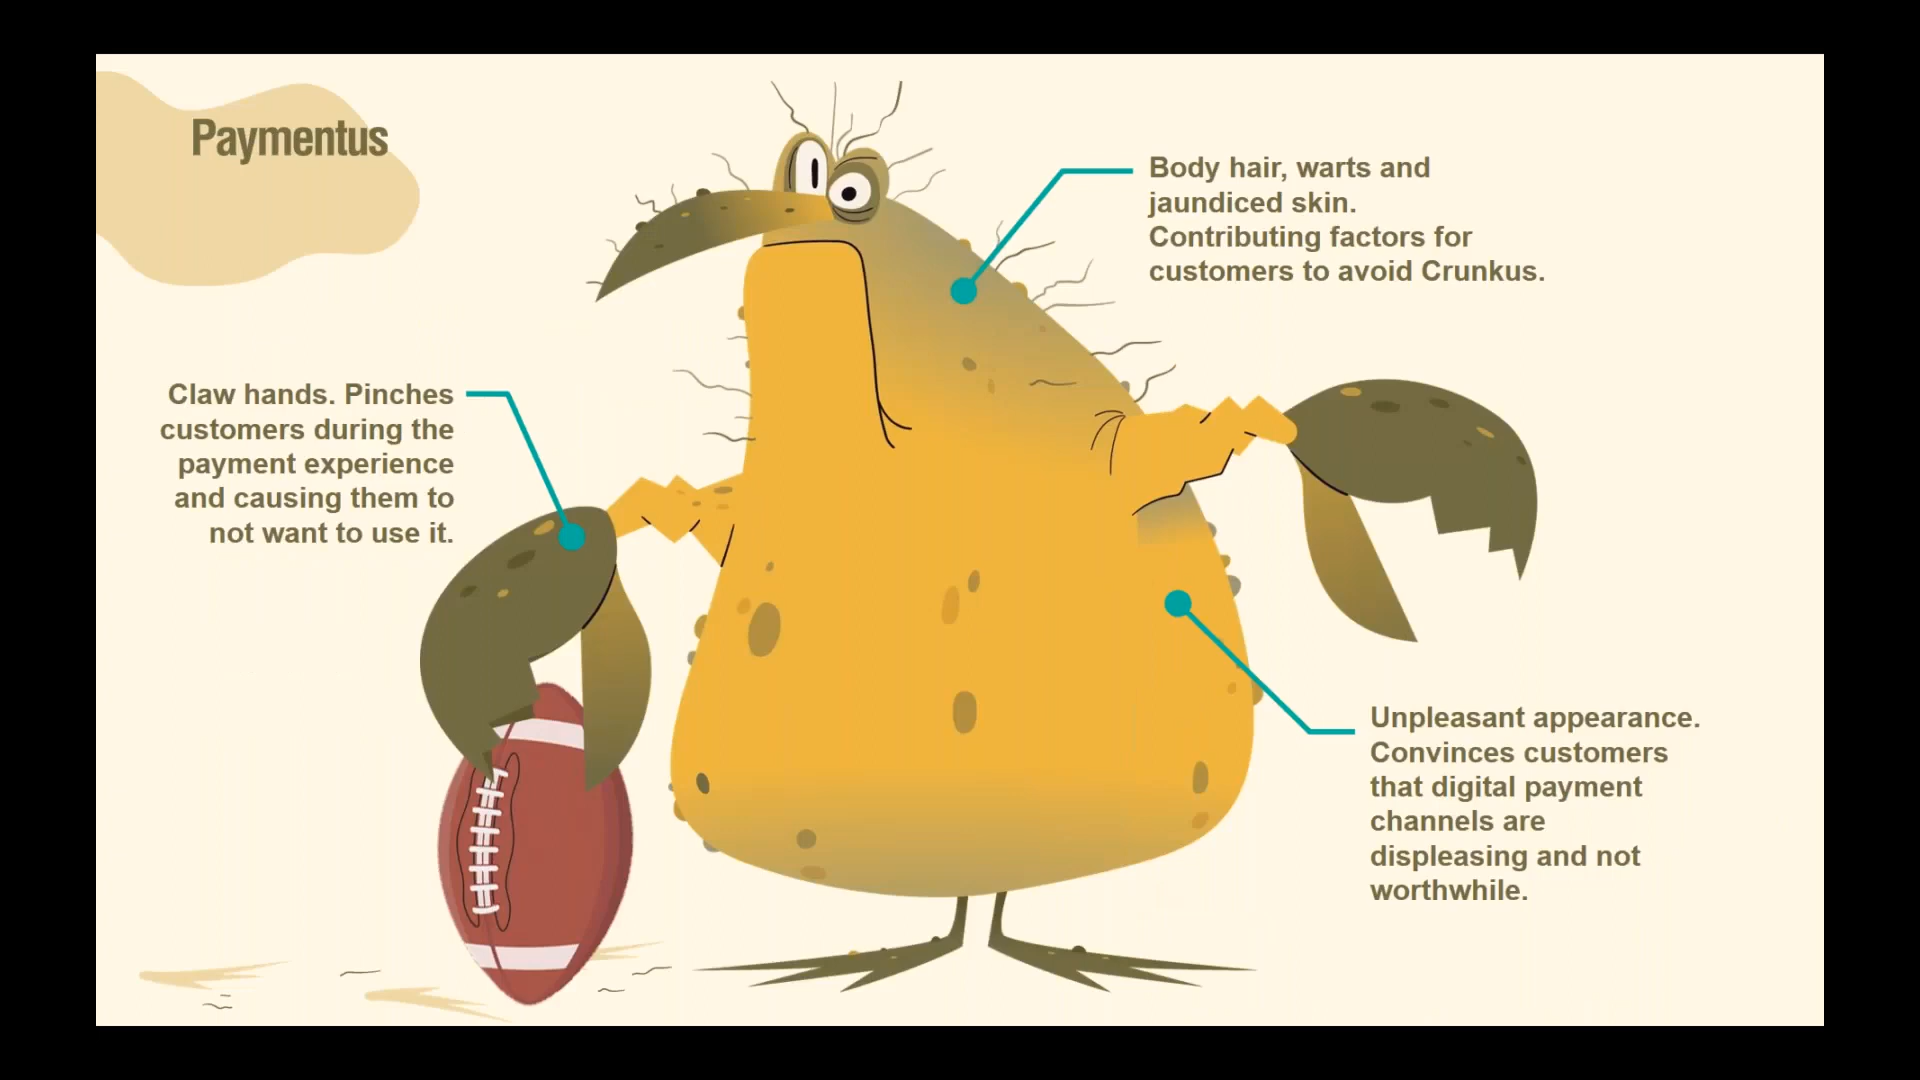 Paymentus
Body hair, warts and
jaundiced skin.
Contributing factors for
customers to avoid Crunkus.
Claw hands. Pinches
customers during the
payment experience
and causing them to
not want to use it.
Unpleasant appearance.
Convinces customers
that digital payment
channels are
displeasing and not
worthwhile.